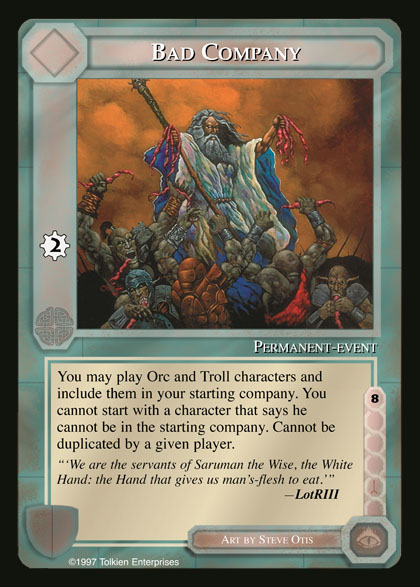 BAD COMPANY
2
PERMANENT-EVENT
You may play Orc and Troll characters and
include them in your starting company. You
cannot start with a character that says he
cannot be in the starting company. Cannot be
duplicated by a given player.
8
“‘We are the servants of Saruman the Wise, the White
Hand: the Hand that gives us man’s-flesh to eat.’”
–LotRIII
ART BY STEVE OTIS
©1997 Tolkien Enterprises